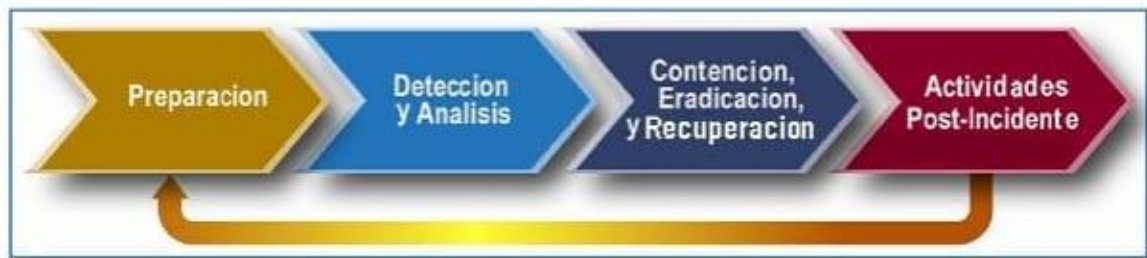 Preparacion
Deteccion
y Analisis
Contencion,
Eradicacion,
y Recuperacion
Actividades
Post-Incidente